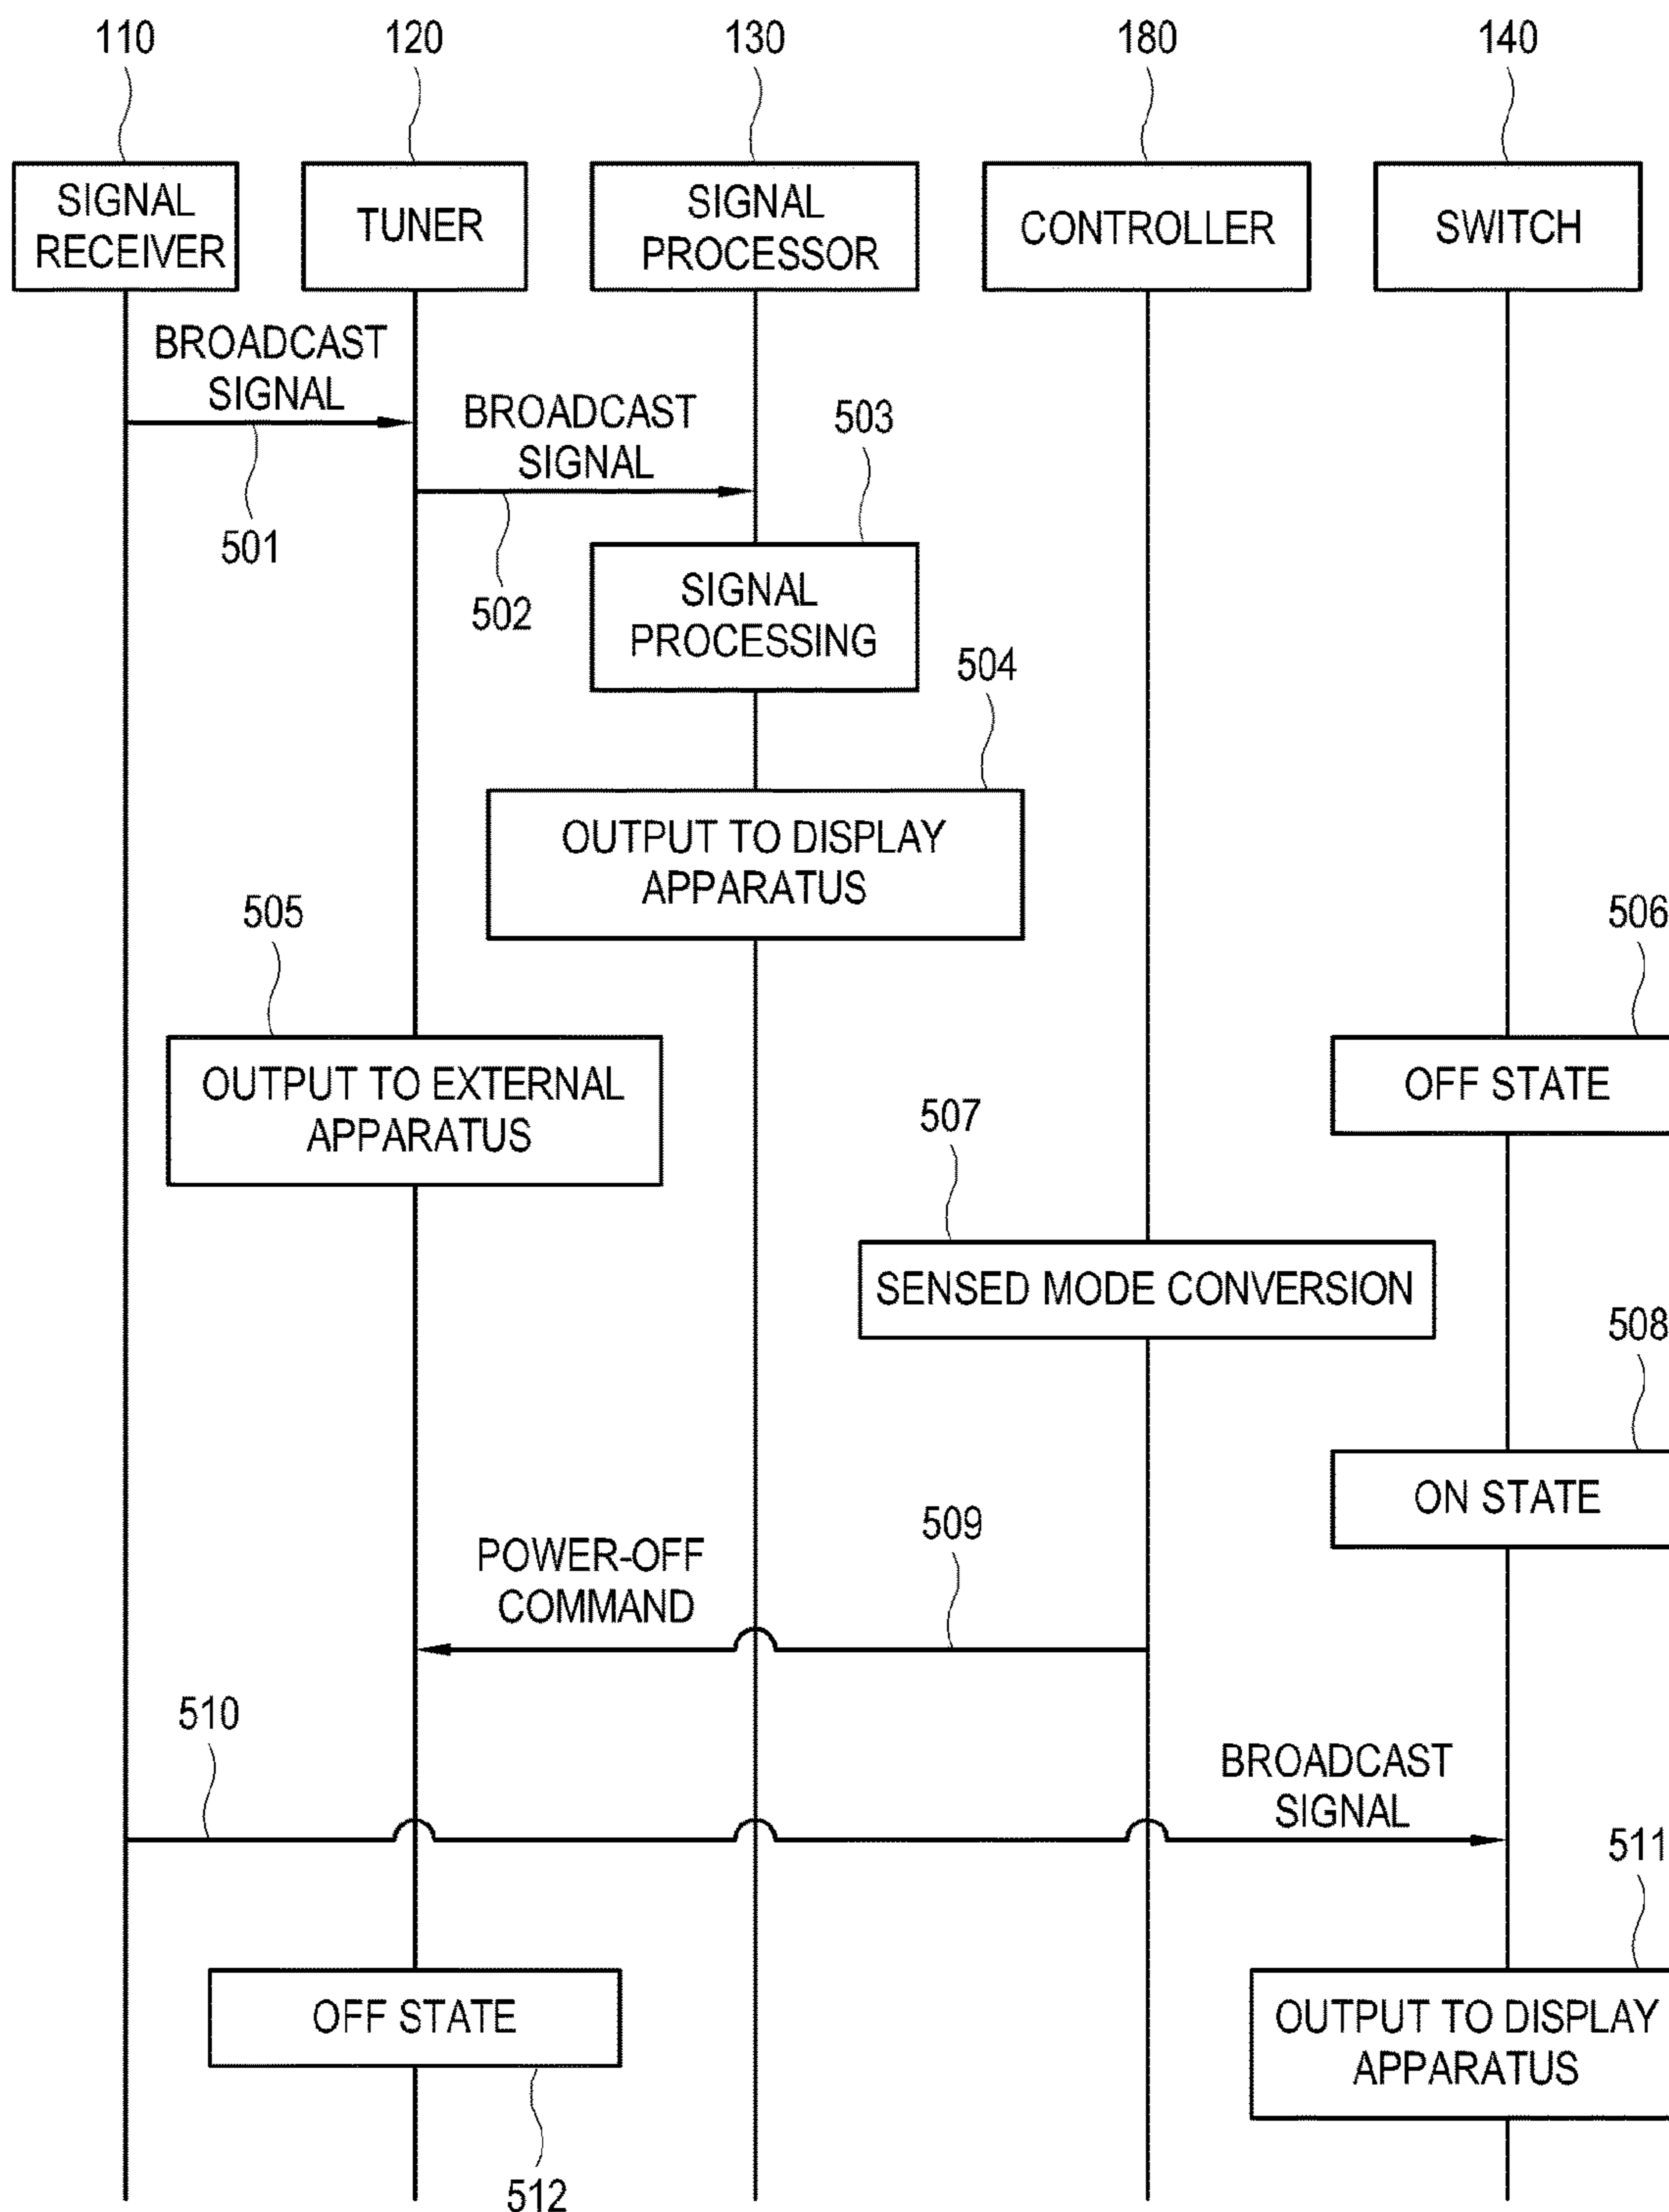 110
120
130
180
140
SIGNAL
RECEIVER
TUNER
SIGNAL
PROCESSOR
CONTROLLER
SWITCH
BROADCAST
SIGNAL
501
BROADCAST
SIGNAL
502
503
SIGNAL
PROCESSING
504
OUTPUT TO DISPLAY
APPARATUS
505
OUTPUT TO EXTERNAL
APPARATUS
506
OFF STATE
507
SENSED MODE CONVERSION
508
ON STATE
509
POWER-OFF
COMMAND
510
BROADCAST
SIGNAL
511
OUTPUT TO DISPLAY
APPARATUS
OFF STATE
512